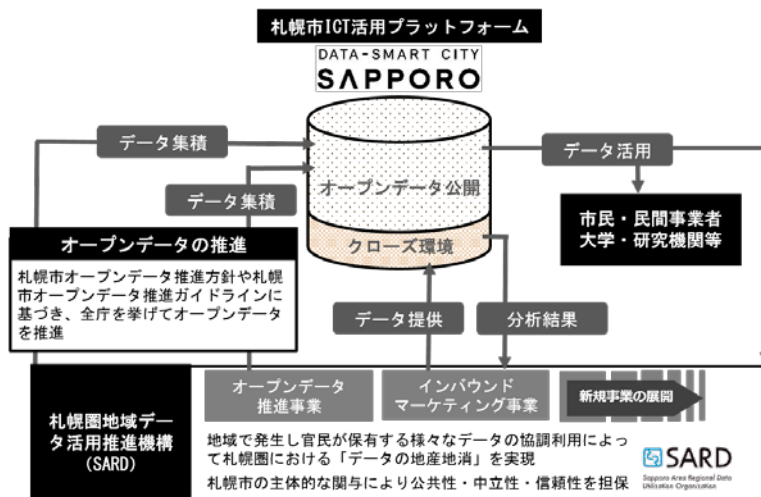 札幌市ICT活用プラットフォーム
DATA-SMART CITY
SAPPORO
データ集積
データ集積
オープンデータ公開
クローズ環境
データ活用
市民・民間事業者
大学・研究機関等
オープンデータの推進
札幌市オープンデータ推進方針や札幌
市オープンデータ推進ガイドラインに
基づき、全庁を挙げてオープンデータ
を推進
データ提供
分析結果
札幌圏地域デー
タ活用推進機構
(SARD)
オープンデータ
推進事業
インバウンド
マーケティング事業
新規事業の展開
地域で発生し官民が保有する様々なデータの協調利用によっ
て札幌圏における「データの地産地消」を実現
札幌市の主体的な関与により公共性・中立性・信頼性を担保
SARD
Sapporo Area Regional Data
Utilisation Organization